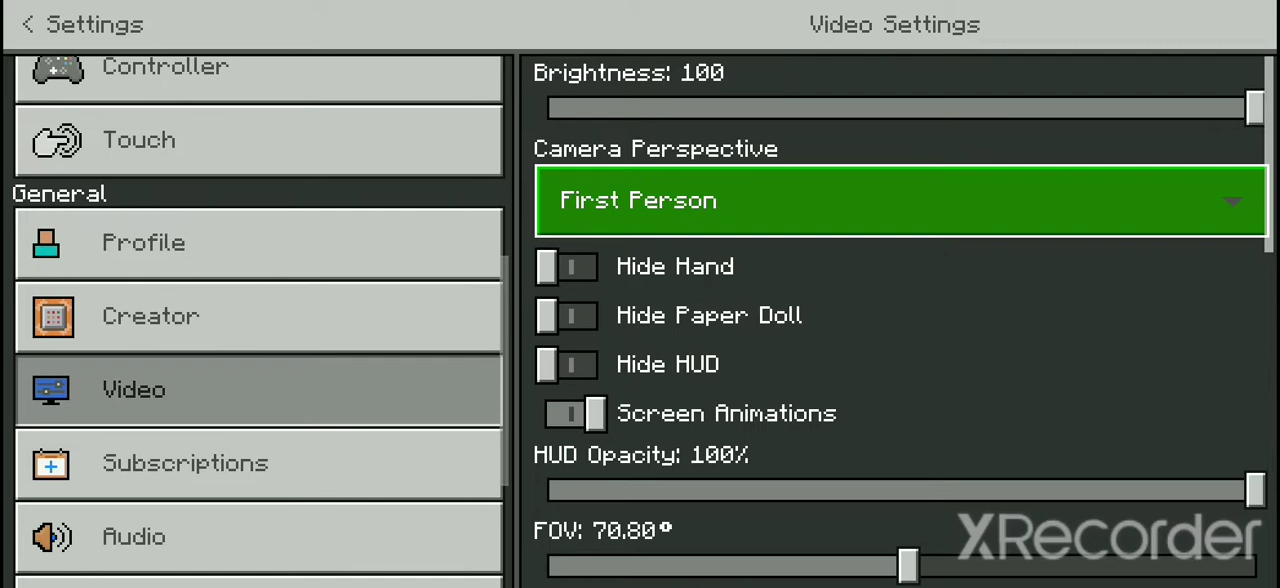 Settings
Video Settings
Controller
Touch
General
Profile
Creator
Video
Subscriptions
Audio
Brightness: 100
Camera Perspective
First Person
Hide Hand
Hide Paper Doll
Hide HUD
Screen Animations
HUD Opacity: 100%
FOV: 70.80°
XRecorder